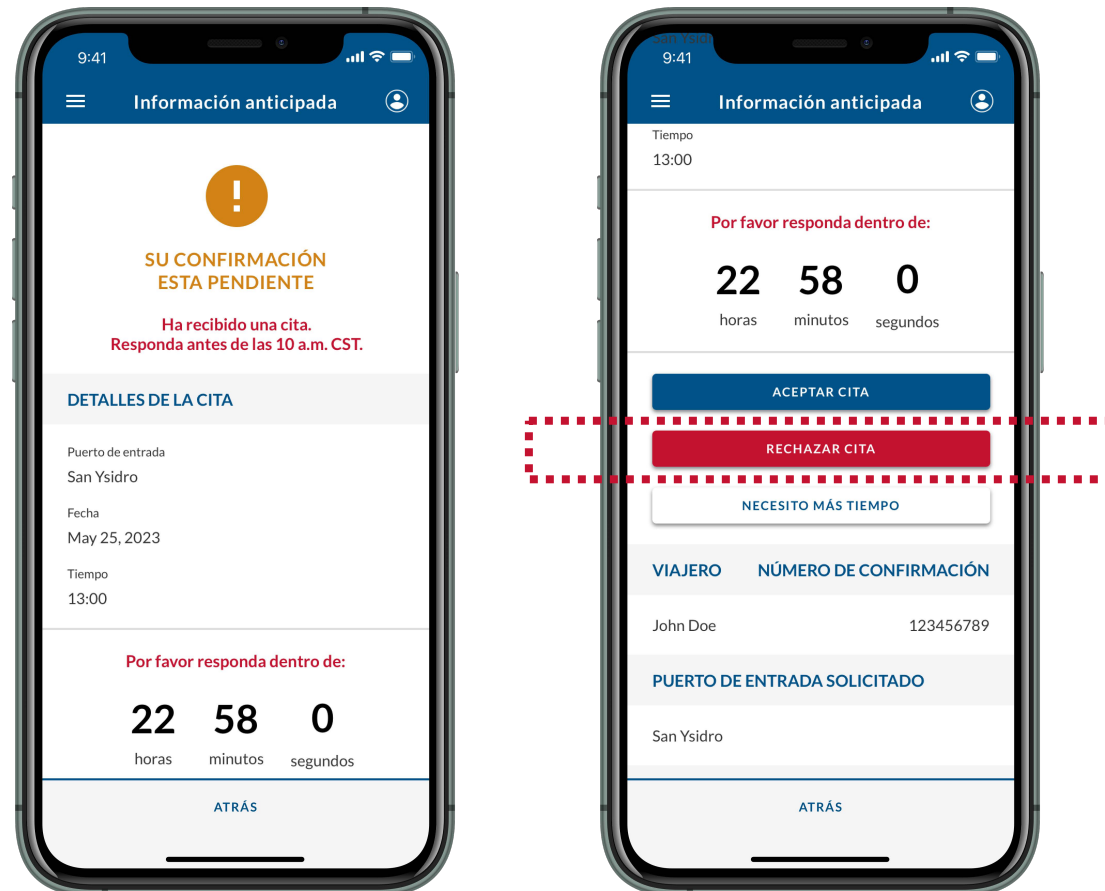 9:41
Información anticipada
SU CONFIRMACIÓN
ESTA PENDIENTE
Ha recibido una cita.
Responda antes de las 10 a.m. CST.
DETALLES DE LA CITA
Puerto de entrada
San Ysidro
Fecha
May 25, 2023
Tiempo
13:00
Por favor responda dentro de:
22 58 0
horas minutos segundos
ATRÁS
San Ysidro
9:41
Información anticipada
Tiempo
13:00
Por favor responda dentro de:
22 58 0
horas minutos segundos
ACEPTAR CITA
RECHAZAR CITA
NECESITO MÁS TIEMPO
VIAJERO NÚMERO DE CONFIRMACIÓN
John Doe 123456789
PUERTO DE ENTRADA SOLICITADO
San Ysidro
ATRÁS